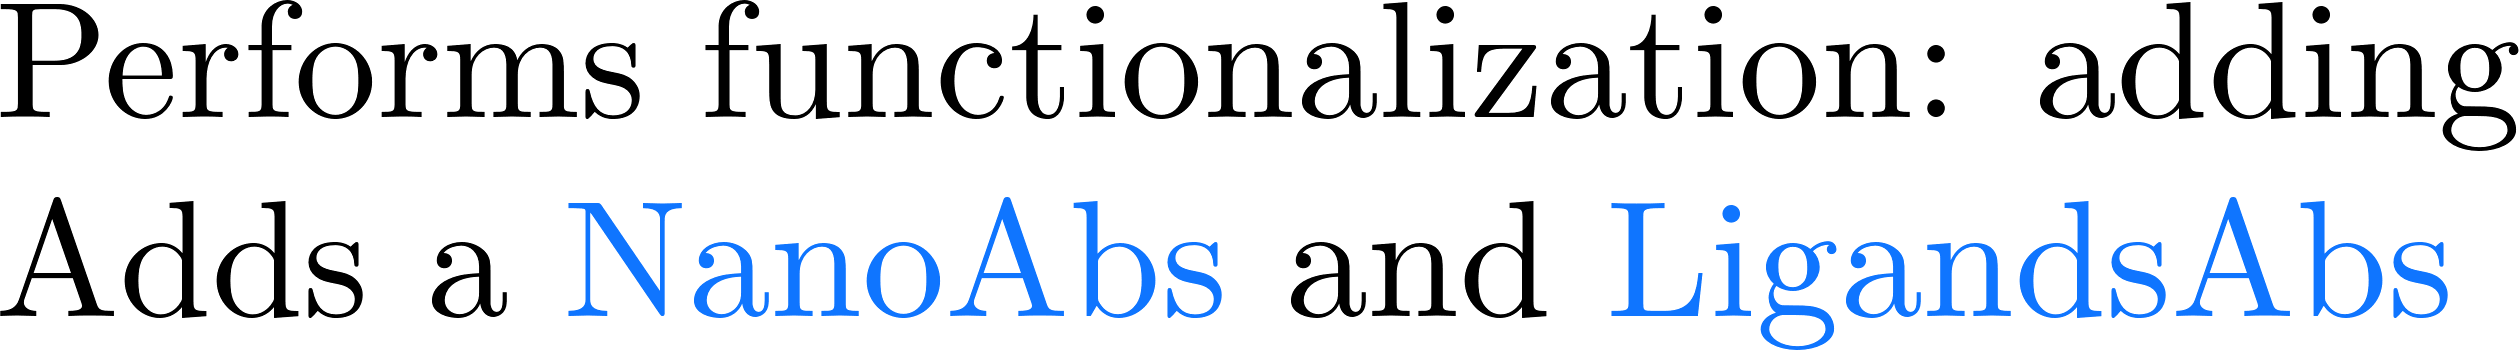 Performs functionalization: adding
Adds a NanoAbs and LigandsAbs